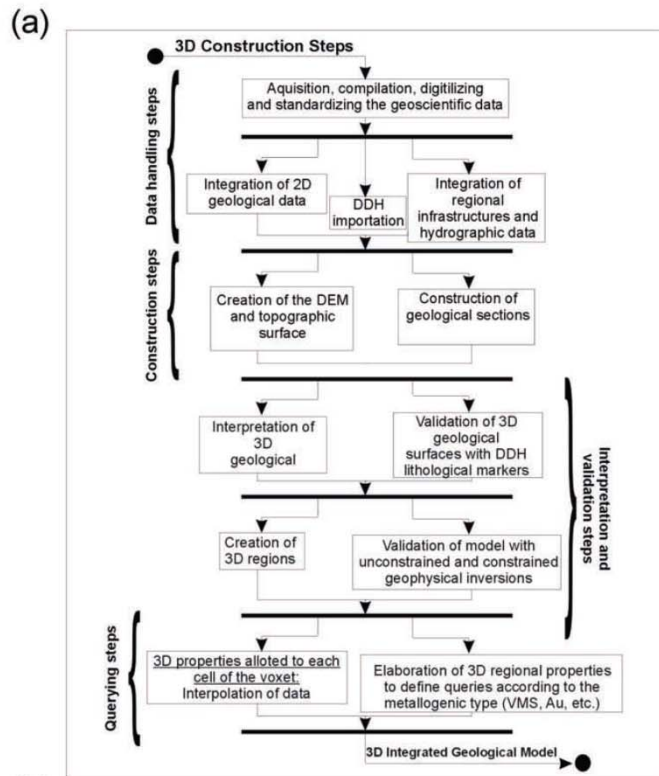 (a)
3D Construction Steps
Aquisition, compilation, digitilizing
and standardizing the geoscientific data
Data handling steps
Integration of 2D
geological data
DDH
importation
Integration of
regional
infrastructures and
hydrographic data
Construction steps
Creation of the DEM
and topographic
surface
Construction of
geological sections
Interpretation of
3D
geological
Validation of 3D
geological
surfaces with DDH
lithological markers
Interpretation and
validation steps
Creation of
3D regions
Validation of model with
unconstrained and constrained
geophysical inversions
Querying steps
3D properties alloted to each
cell of the voxet:
Interpolation of data
Elaboration of 3D regional properties
to define queries according to the
metallogenic type (VMS, Au, etc.)
3D Integrated Geological Model